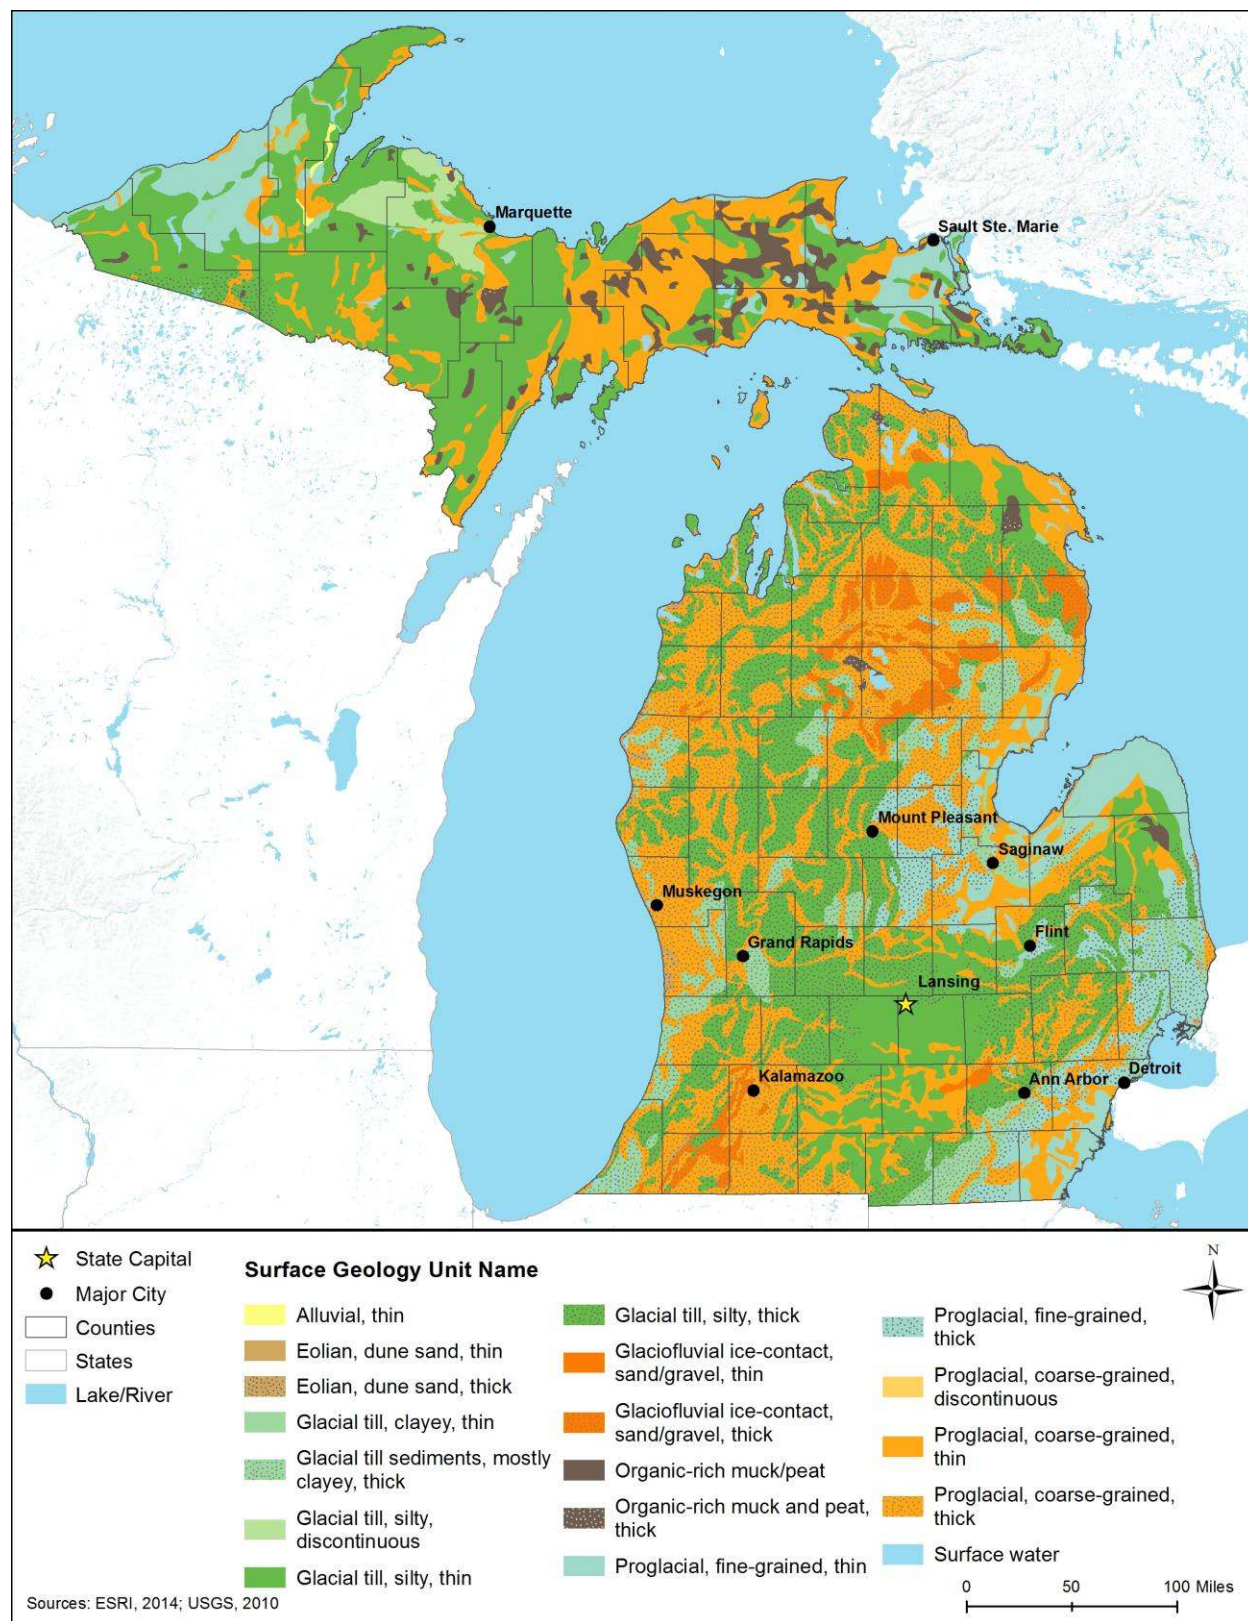 Marquette
Sault Ste. Marie
Mount Pleasant
Saginaw
Muskegon
Flint
Grand Rapids
Lansing
Kalamazoo
Ann Arbor
Detroit
State Capital
Major City
Counties
States
Lake/River
Surface Geology Unit Name
Alluvial, thin
Eolian, dune sand, thin
Eolian, dune sand, thick
Glacial till, clayey, thin
Glacial till sediments, mostly
clayey, thick
Glacial till, silty,
discontinuous
Glacial till, silty, thin
Glacial till, silty, thick
Glaciofluvial ice-contact,
sand/gravel, thin
Glaciofluvial ice-contact,
sand/gravel, thick
Organic-rich muck/peat
Organic-rich muck and peat,
thick
Proglacial, fine-grained, thin
Proglacial, fine-grained,
thick
Proglacial, coarse-grained,
discontinuous
Proglacial, coarse-grained,
thin
Proglacial, coarse-grained,
thick
Surface water
N
0 50 100 Miles
Sources: ESRI, 2014; USGS, 2010